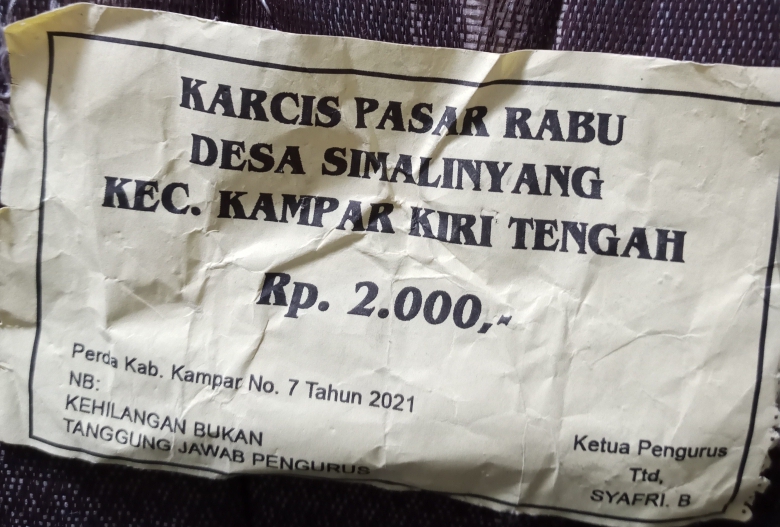 KARCIS PASAR RABU
DESA SIMALINYANG
KEC. KAMPAR KIRI TENGAH
Rp. 2.000,-
Perda Kab. Kampar No. 7 Tahun 2021
NB:
KEHILANGAN BUKAN
TANGGUNG JAWAB PENGURUS
Ketua Pengurus
Ttd,
SYAFRI. B